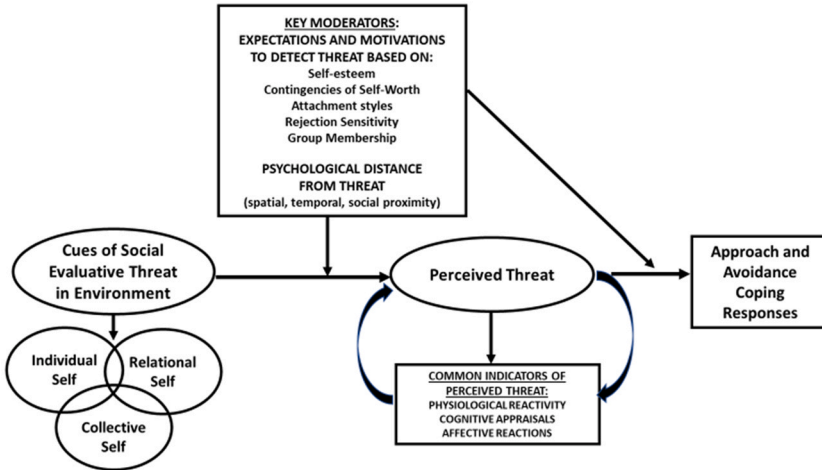 KEY MODERATORS:
EXPECTATIONS AND MOTIVATIONS
TO DETECT THREAT BASED ON:
Self-esteem
Contingencies of Self-Worth
Attachment styles
Rejection Sensitivity
Group Membership
PSYCHOLOGICAL DISTANCE
FROM THREAT
(spatial, temporal, social proximity)
Cues of Social
Evaluative Threat
in Environment
Perceived Threat
Approach and
Avoidance
Coping
Responses
Individual
Self
Relational
Self
Collective
Self
COMMON INDICATORS OF
PERCEIVED THREAT:
PHYSIOLOGICAL REACTIVITY
COGNITIVE APPRAISALS
AFFECTIVE REACTIONS